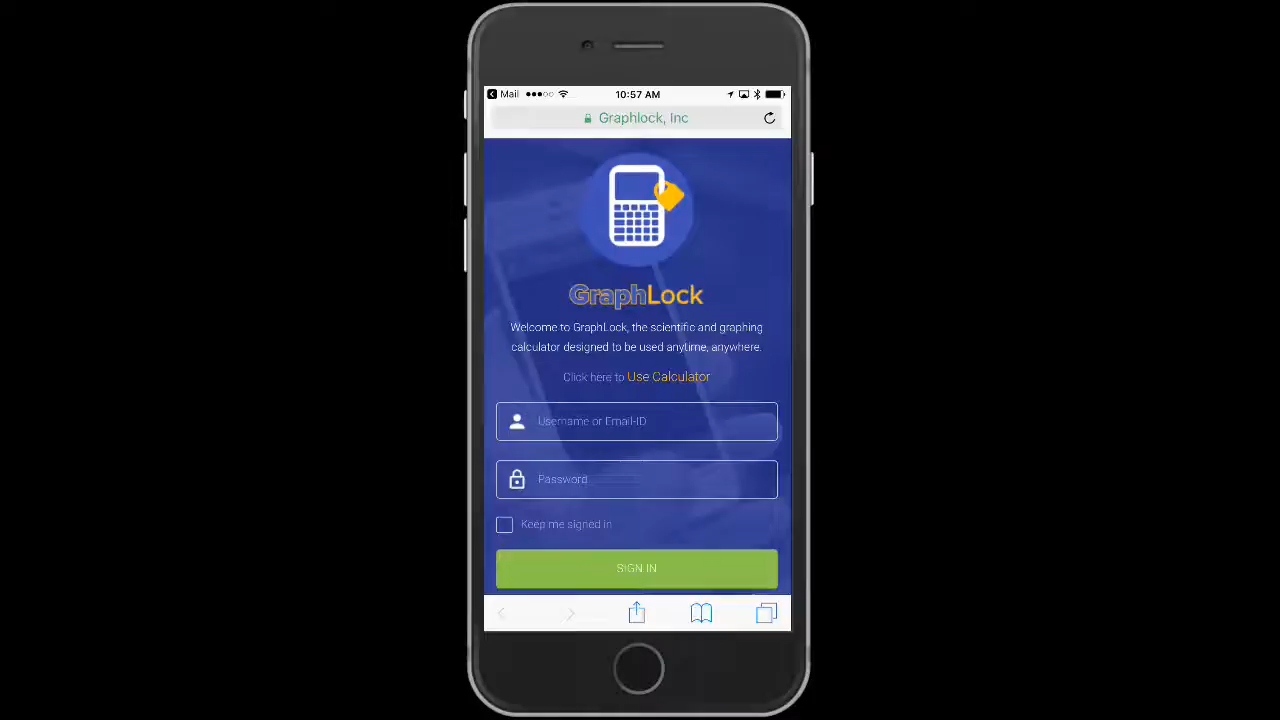 Mail 10:57 AM
Graphlock, Inc
GraphLock
Welcome to GraphLock, the scientific and graphing
calculator designed to be used anytime, anywhere.
Click here to Use Calculator
Username or Email-ID
Password
Keep me signed in
SIGN IN